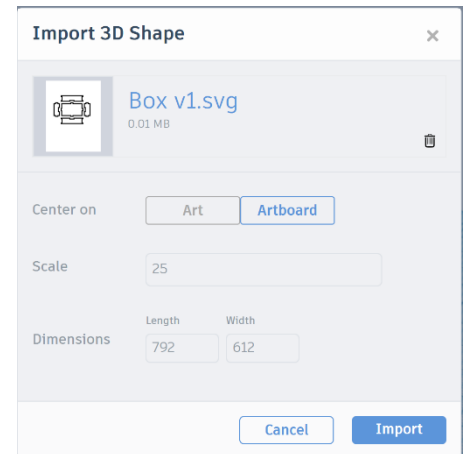 Import 3D Shape
Box v1.svg
0.01 MB
Center on
Art
Artboard
Scale
25
Length
Width
Dimensions
792
612
Cancel
Import